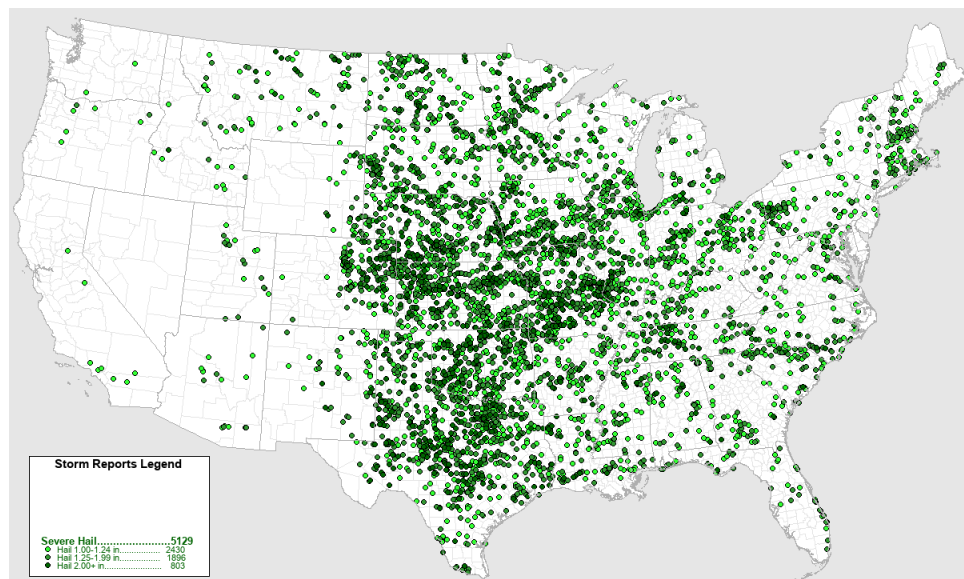 Storm Reports Legend
Severe Hail........................5129
Hail 1.00-1.24 in................ 2430
Hail 1.25-1.99 in................ 1896
Hail 2.00+ in...................... 803